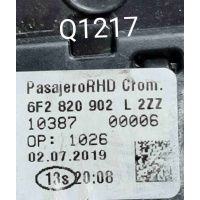 Q1217
PasajeroRHD Crom.
6F2 820 902 L 2ZZ
10387 00006
OP: 1026
02.07.2019
13s 20:08